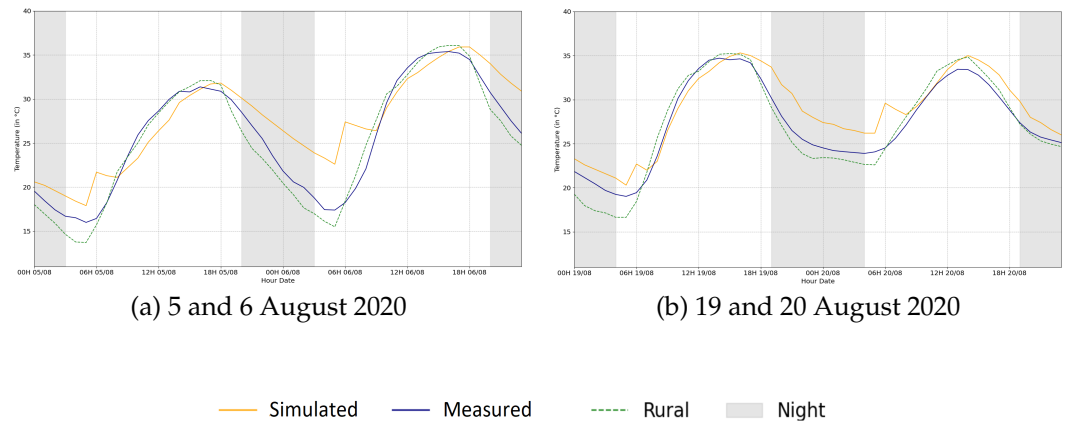 40
35
30
25
20
15
Temperature (in °C)
00H 05/08 06H 05/08 12H 05/08 18H 05/08 00H 06/08 06H 06/08 12H 06/08 18H 06/08
Hour Date
(a) 5 and 6 August 2020
40
35
30
25
20
15
Temperature (in °C)
00H 19/08 06H 19/08 12H 19/08 18H 19/08 00H 20/08 06H 20/08 12H 20/08 18H 20/08
Hour Date
(b) 19 and 20 August 2020
Simulated Measured Rural Night